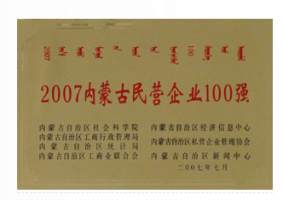 2007内蒙古民营企业100强
内蒙古自治区社会科学院
内蒙古自治区工商行政管理局
内蒙古自治区统计局
内蒙古自治区工商业联合会
内蒙古自治区经济信息中心
内蒙古自治区私营企业管理协会
内蒙古自治区新闻中心
二〇〇七年七月